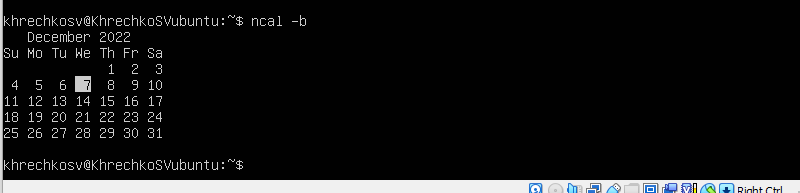 khrechkosv@KhrechkoSVubuntu:~$ ncal -b
   December 2022
Su Mo Tu We Th Fr Sa
             1  2  3
 4  5  6  7  8  9 10
11 12 13 14 15 16 17
18 19 20 21 22 23 24
25 26 27 28 29 30 31
khrechkosv@KhrechkoSVubuntu:~$
Right Ctrl